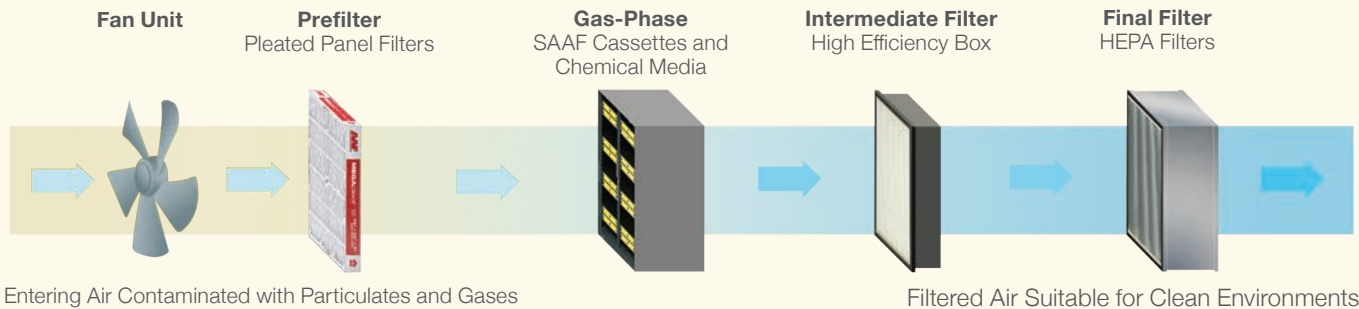 Fan Unit
Prefilter
Pleated Panel Filters
Gas-Phase
SAAF Cassettes and
Chemical Media
Intermediate Filter
High Efficiency Box
Final Filter
HEPA Filters
AAF
Entering Air Contaminated with Particulates and Gases
Filtered Air Suitable for Clean Environments